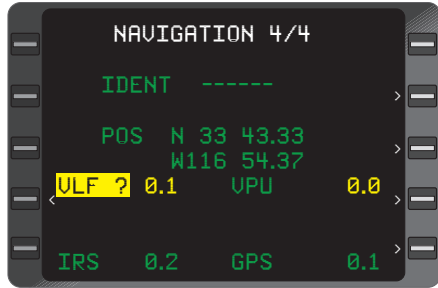 NAVIGATION 4/4
IDENT ------
POS N 33 43.33
W116 54.37
VLF ? 0.1 VPU 0.0
IRS 0.2 GPS 0.1